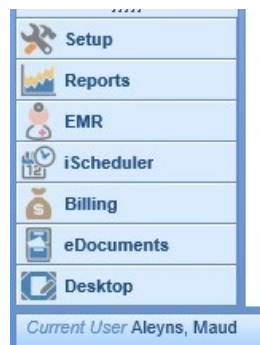 Setup
Reports
EMR
iScheduler
Billing
eDocuments
Desktop
Current User Aleyns, Maud